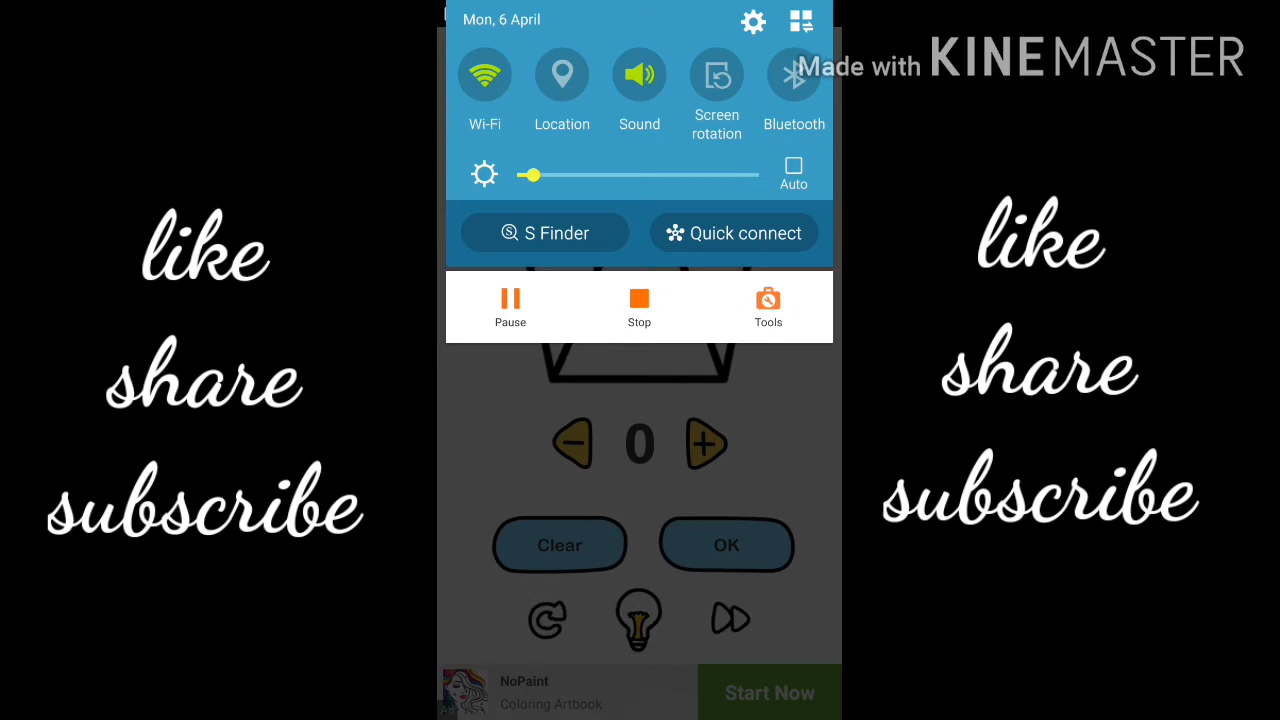 Mon, 6 April
Made with KINEMASTER
Wi-Fi
Location
Sound
Screen
rotation
Bluetooth
Auto
S Finder
Quick connect
Pause
Stop
Tools
like
share
subscribe
like
share
subscribe
0
Clear
OK
NoPaint
Coloring Artbook
Start Now